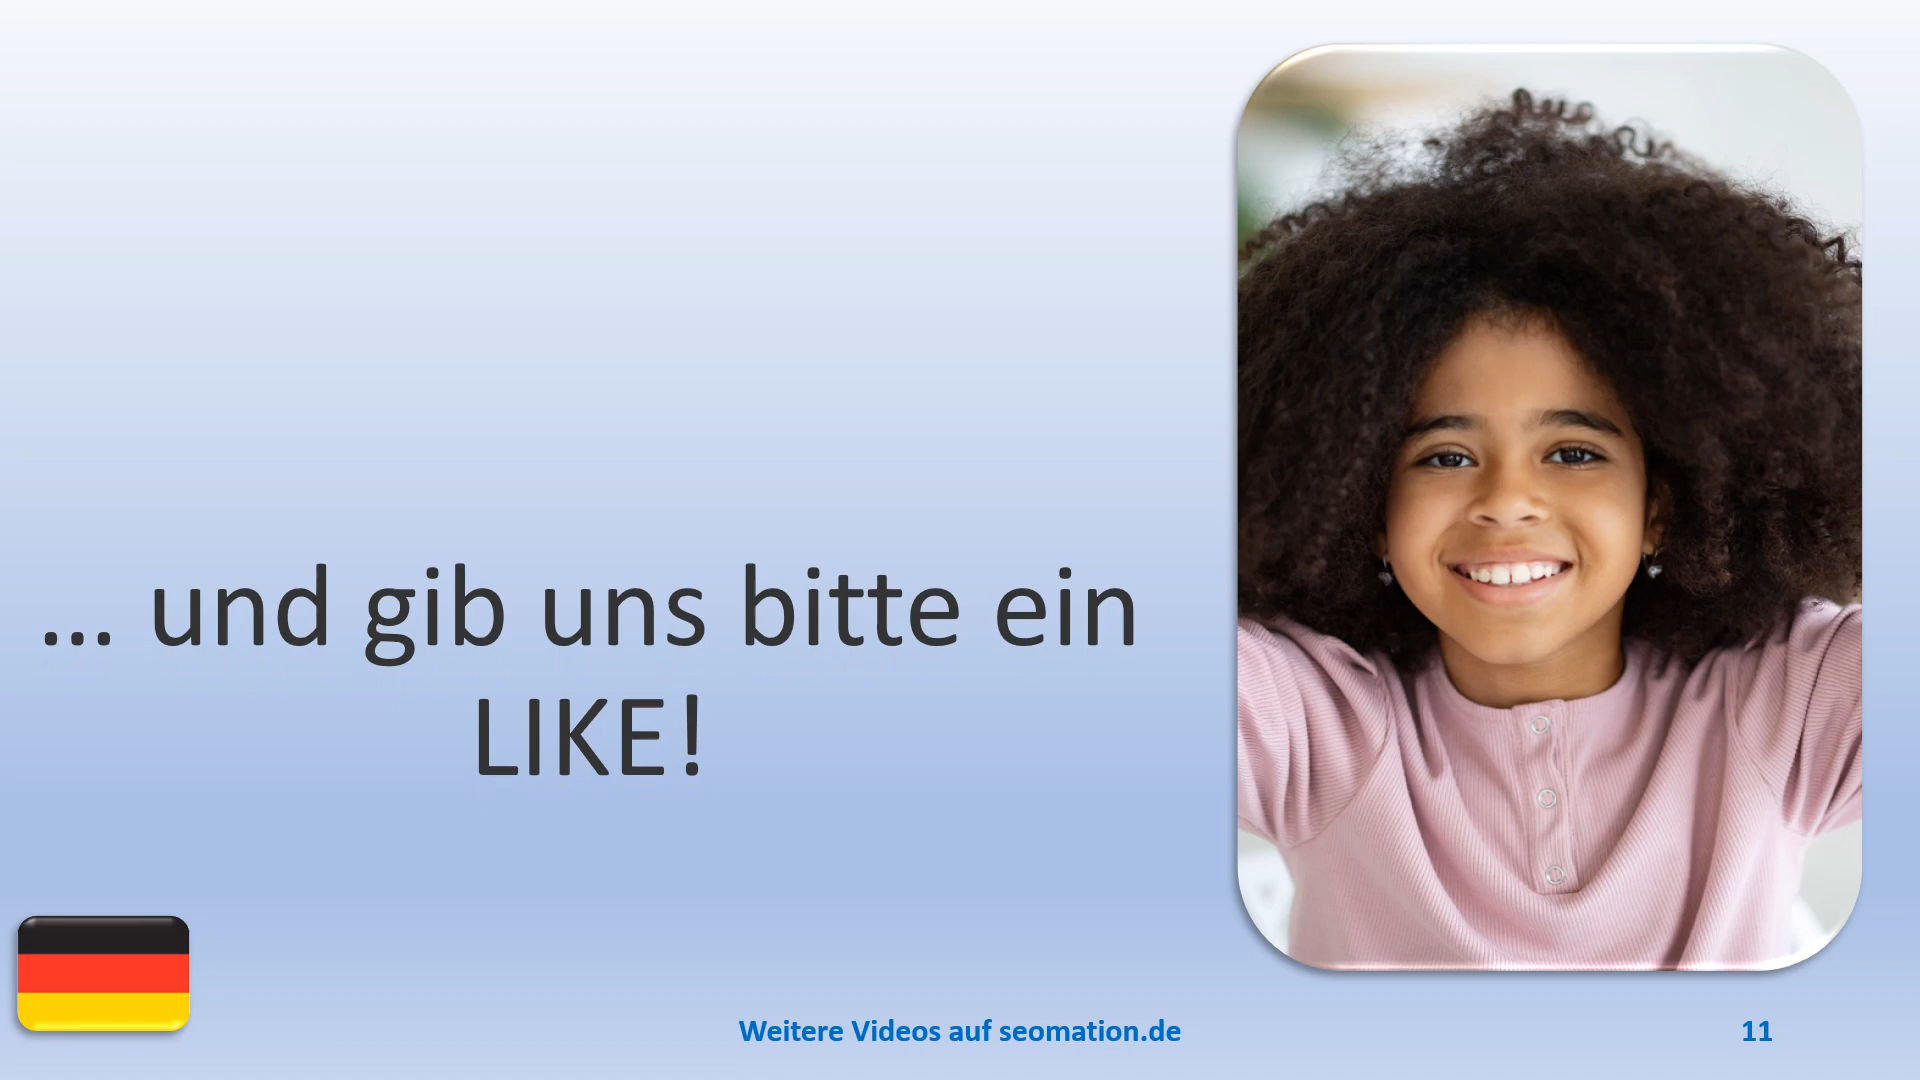 ... und gib uns bitte ein
LIKE!
Weitere Videos auf seomation.de
11